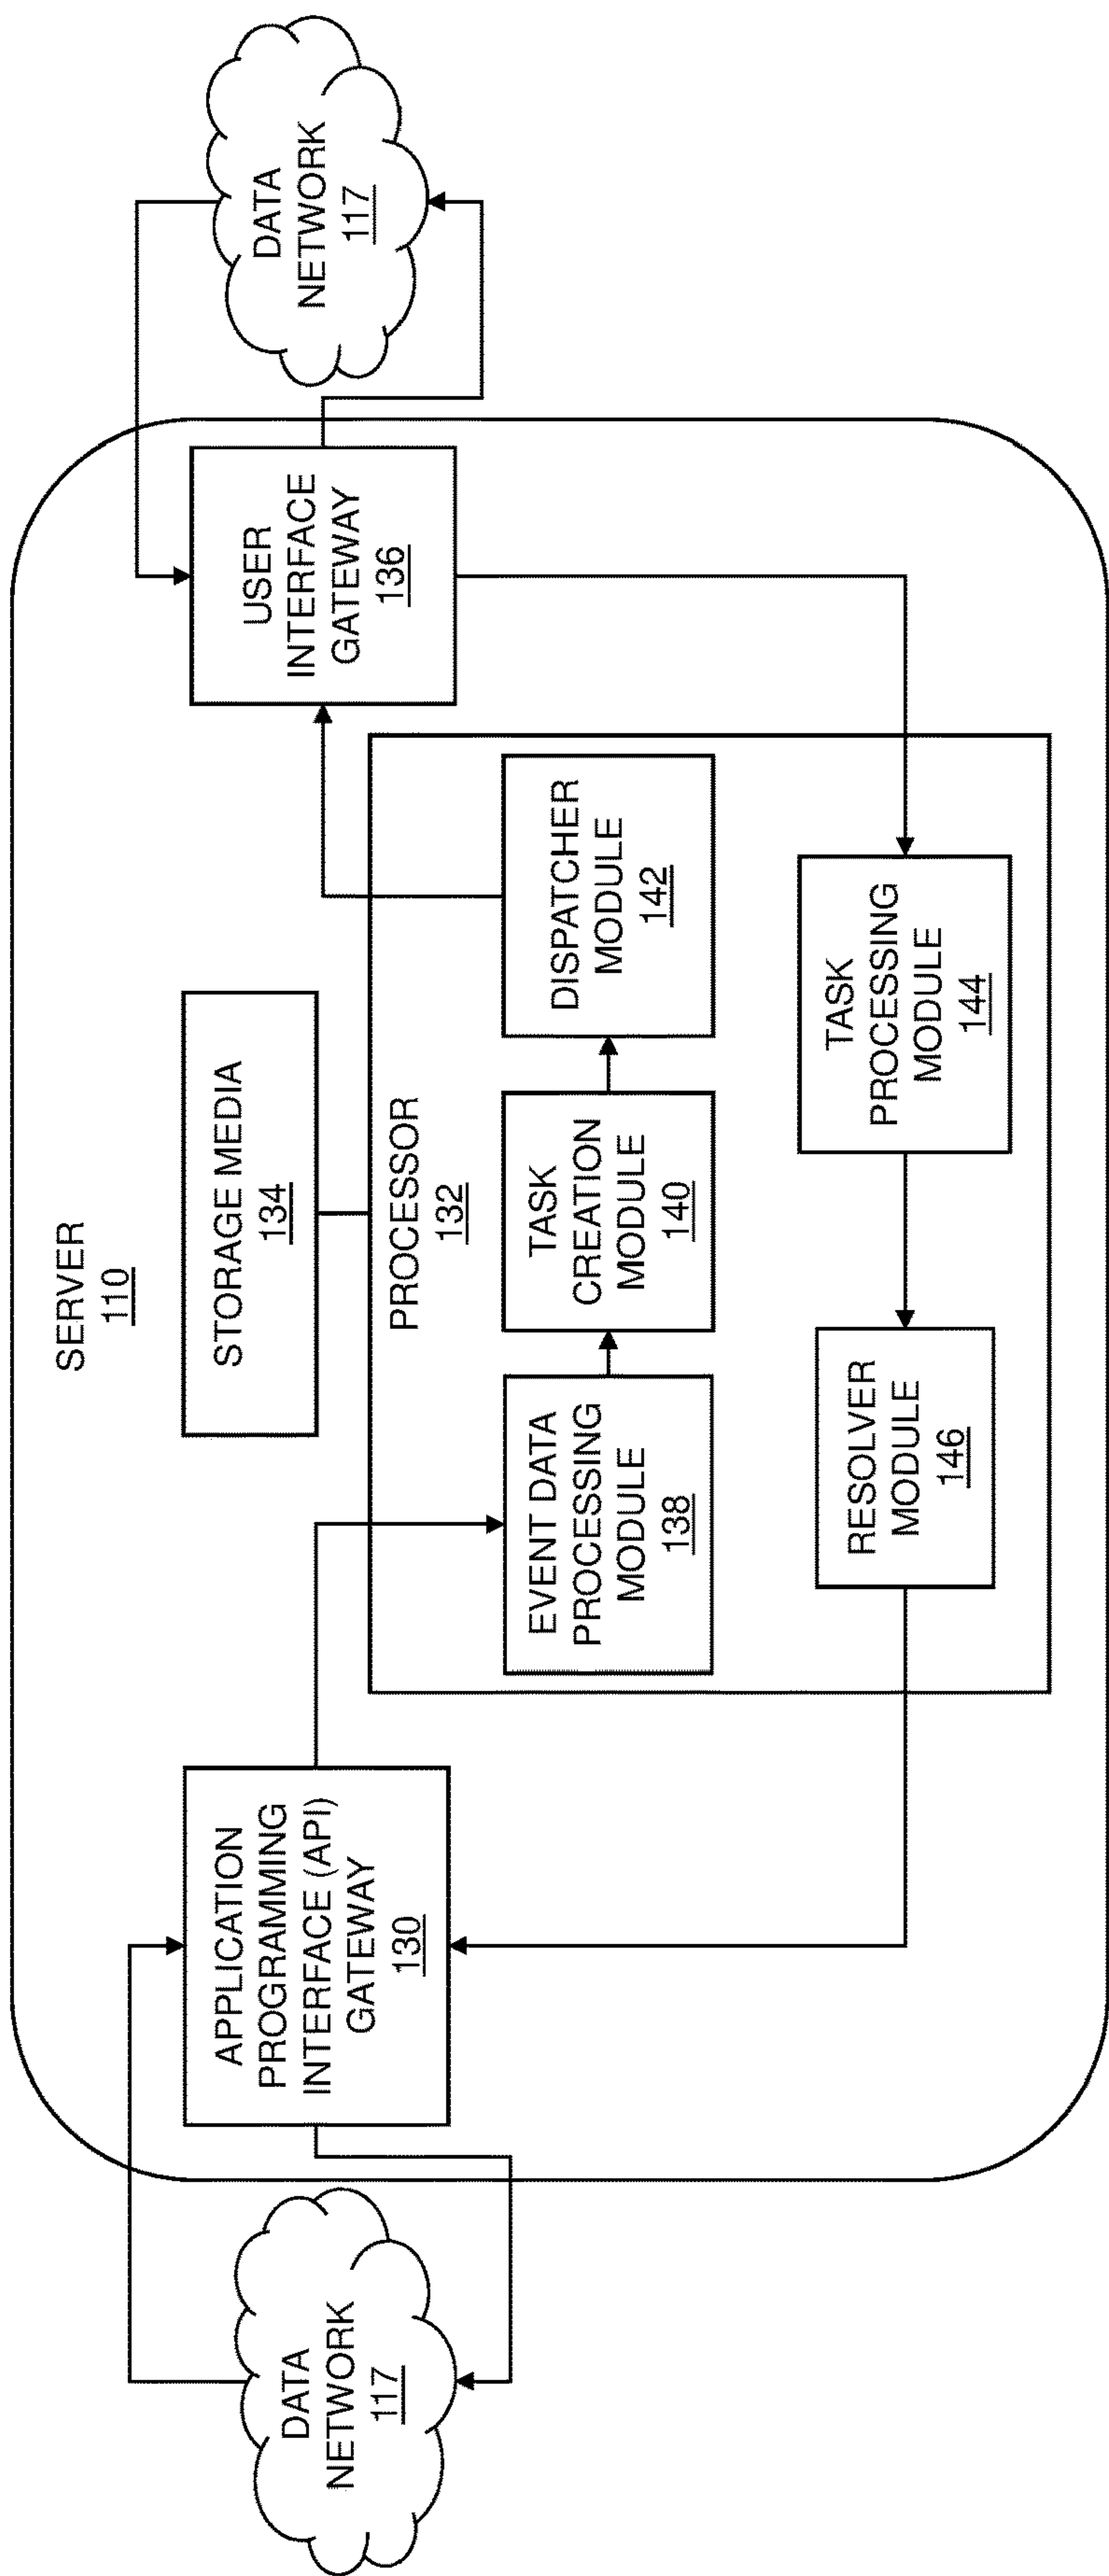 SERVER
110
DATA
NETWORK
117
APPLICATION
PROGRAMMING
INTERFACE (API)
GATEWAY
130
STORAGE MEDIA
134
USER
INTERFACE
GATEWAY
136
DATA
NETWORK
117
PROCESSOR
132
EVENT DATA
PROCESSING
MODULE
138
TASK
CREATION
MODULE
140
DISPATCHER
MODULE
142
RESOLVER
MODULE
146
TASK
PROCESSING
MODULE
144